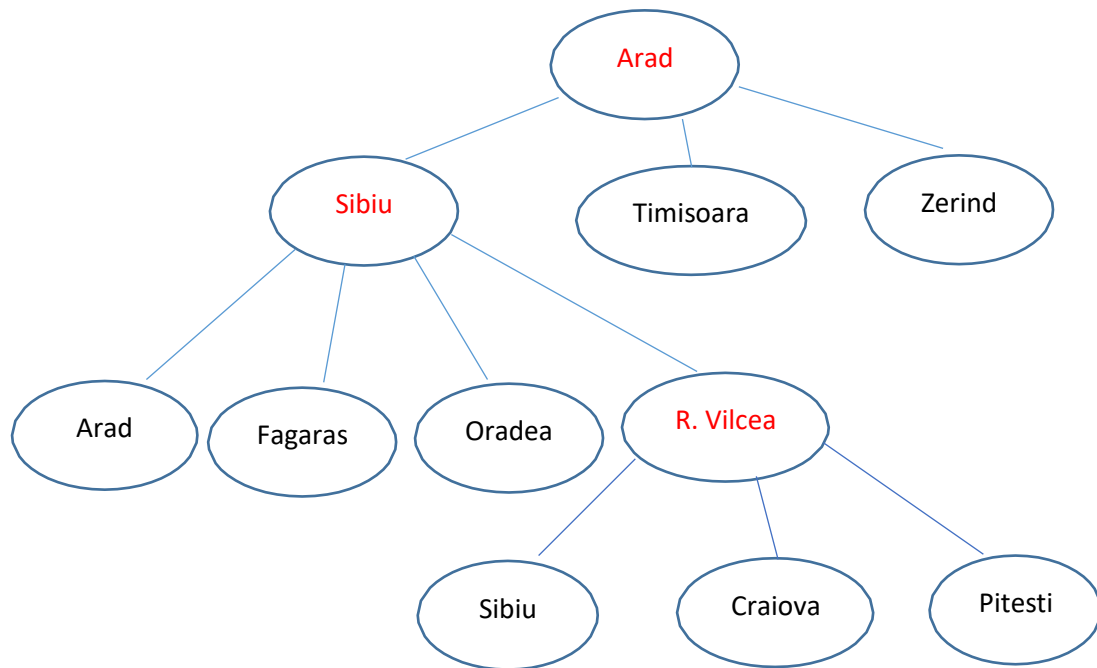 Arad
Sibiu
Timisoara
Zerind
Arad
Fagaras
Oradea
R. Vilcea
Sibiu
Craiova
Pitesti